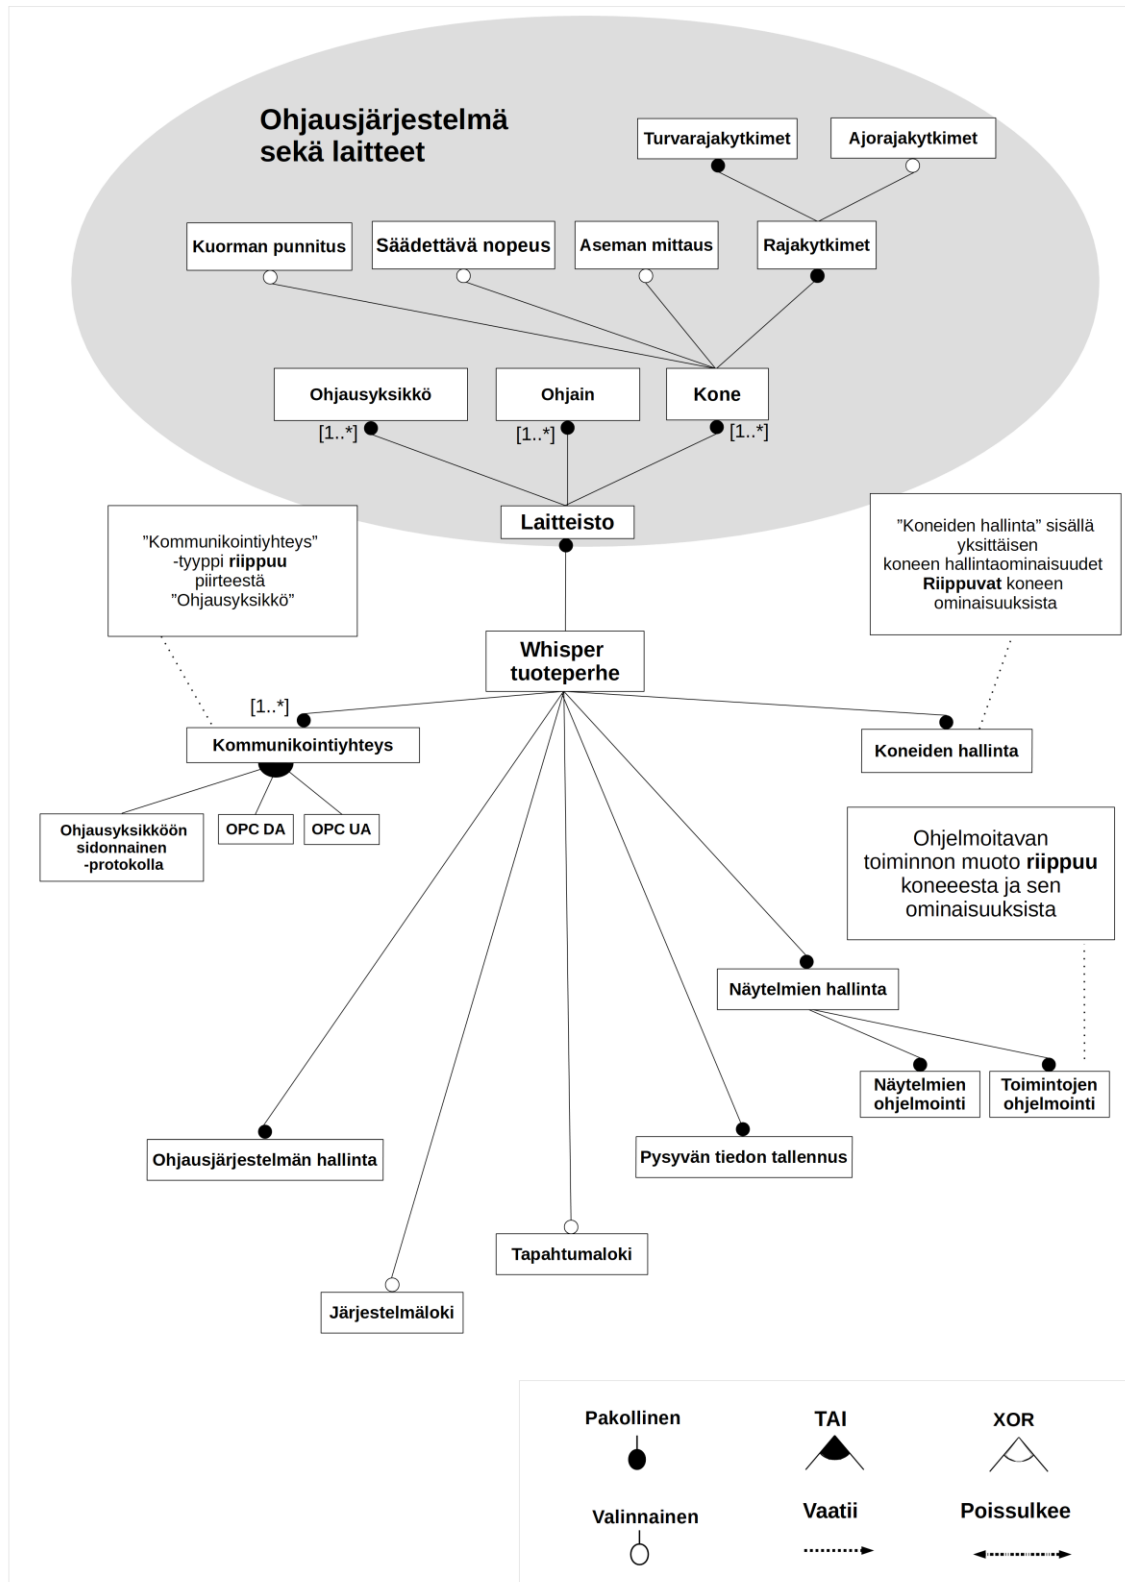 Ohjausjärjestelmä
sekä laitteet
Turvarajakytkimet
Ajorajakytkimet
Kuorman punnitus
Säädettävä nopeus
Aseman mittaus
Rajakytkimet
Ohjausyksikkö
Ohjain
Kone
[1..*]
[1..*]
[1..*]
Laitteisto
”Kommunikointiyhteys”
-tyyppi riippuu
piirteestä
”Ohjausyksikkö”
”Koneiden hallinta” sisällä
yksittäisen
koneen hallintaominaisuudet
Riippuvat koneen
ominaisuuksista
Whisper
tuoteperhe
[1..*]
Kommunikointiyhteys
Koneiden hallinta
Ohjausyksikköön
sidonnainen
-protokolla
OPC DA
OPC UA
Ohjelmoitavan
toiminnon muoto riippuu
koneeesta ja sen
ominaisuuksista
Näytelmien hallinta
Näytelmien
ohjelmointi
Toimintojen
ohjelmointi
Ohjausjärjestelmän hallinta
Pysyvän tiedon tallennus
Tapahtumaloki
Järjestelmäloki
Pakollinen
TAI
XOR
Valinnainen
Vaatii
Poissulkee